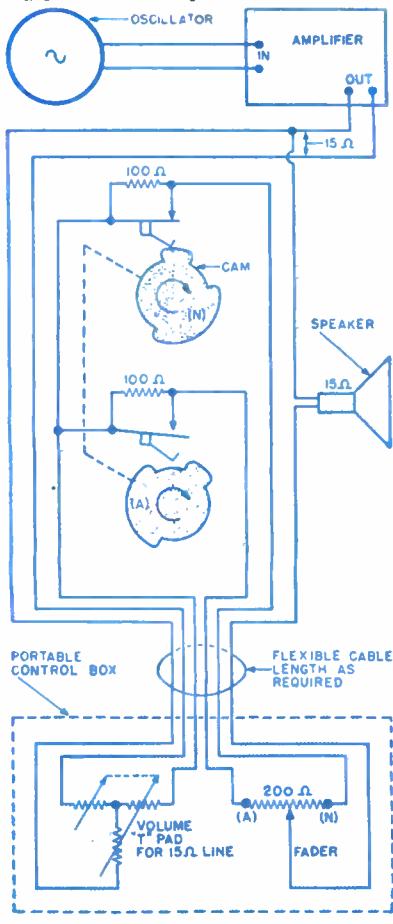 OSCILLATOR
AMPLIFIER
IN
OUT
15 Ω
100 Ω
CAM
(N)
SPEAKER
15Ω
100 Ω
(A)
PORTABLE
CONTROL BOX
FLEXIBLE CABLE
LENGTH AS
REQUIRED
200 Ω
(A)
(N)
VOLUME
"T" PAD
FOR 15Ω LINE
FADER